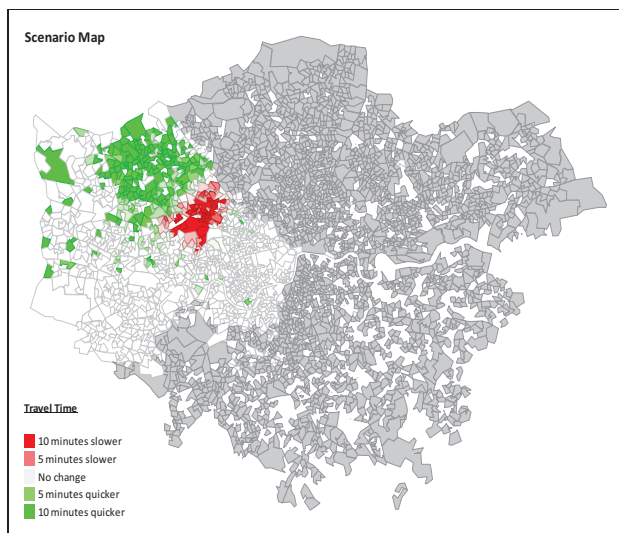 Scenario Map
Travel Time
10 minutes slower
5 minutes slower
No change
5 minutes quicker
10 minutes quicker